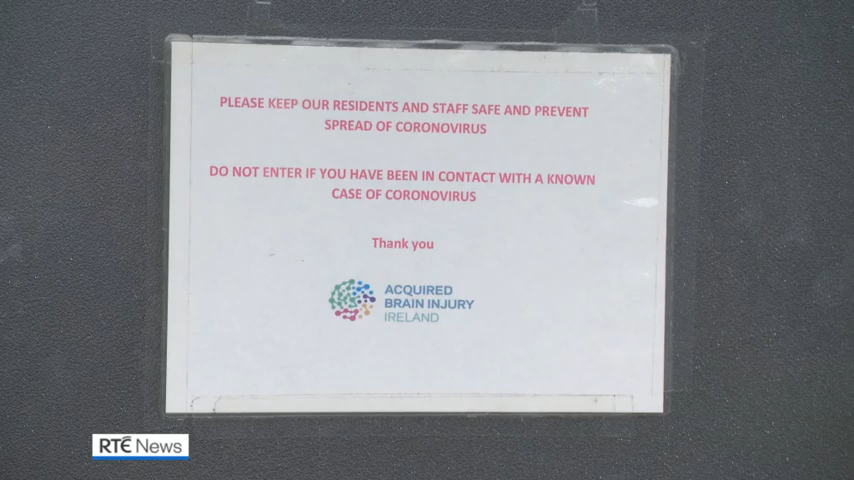 PLEASE KEEP OUR RESIDENTS AND STAFF SAFE AND PREVENT
SPREAD OF CORONOVIRUS
DO NOT ENTER IF YOU HAVE BEEN IN CONTACT WITH A KNOWN
CASE OF CORONOVIRUS
Thank you
ACQUIRED
BRAIN INJURY
IRELAND
RTÉ News